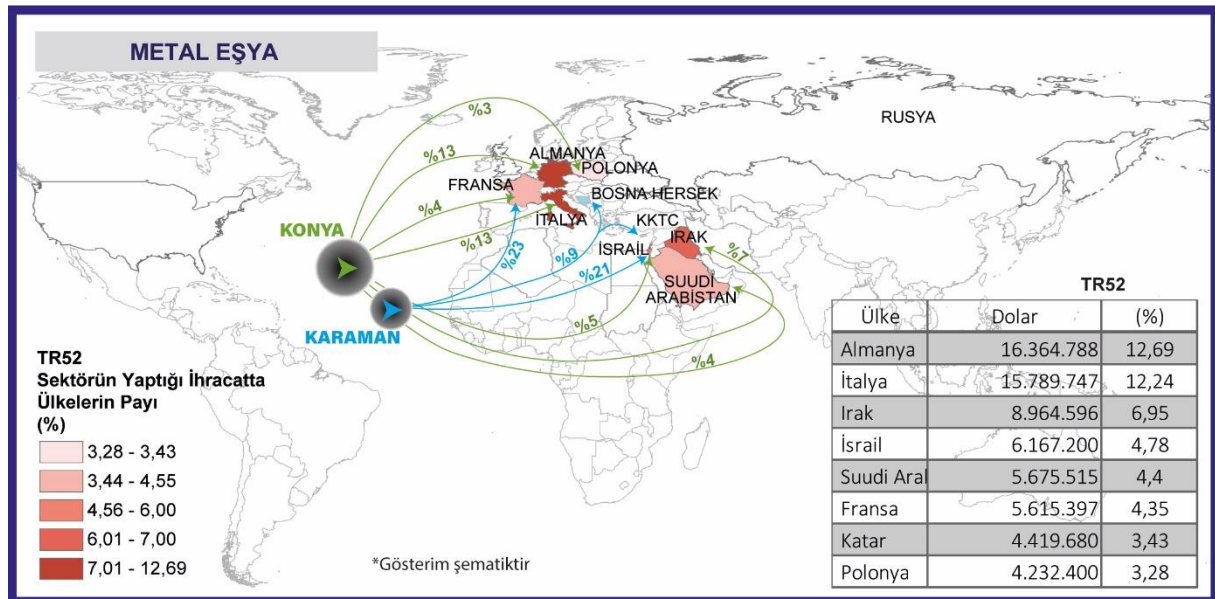 METAL EŞYA
RUSYA
%3
%13
ALMANYA
POLONYA
FRANSA
BOSNA-HERSEK
%4
İTALYA
KKTC
KONYA
%13
%23
%9
İSRAİL
IRAK
%7
%21
SUUDİ
ARABİSTAN
KARAMAN
%5
%4
TR52
Sektörün Yaptığı İhracatta
Ülkelerin Payı
(%)
3,28 - 3,43
3,44 - 4,55
4,56 - 6,00
6,01 - 7,00
7,01 - 12,69
*Gösterim şematiktir
TR52
Ülke Dolar (%)
Almanya 16.364.788 12,69
İtalya 15.789.747 12,24
Irak 8.964.596 6,95
İsrail 6.167.200 4,78
Suudi Aral 5.675.515 4,4
Fransa 5.615.397 4,35
Katar 4.419.680 3,43
Polonya 4.232.400 3,28